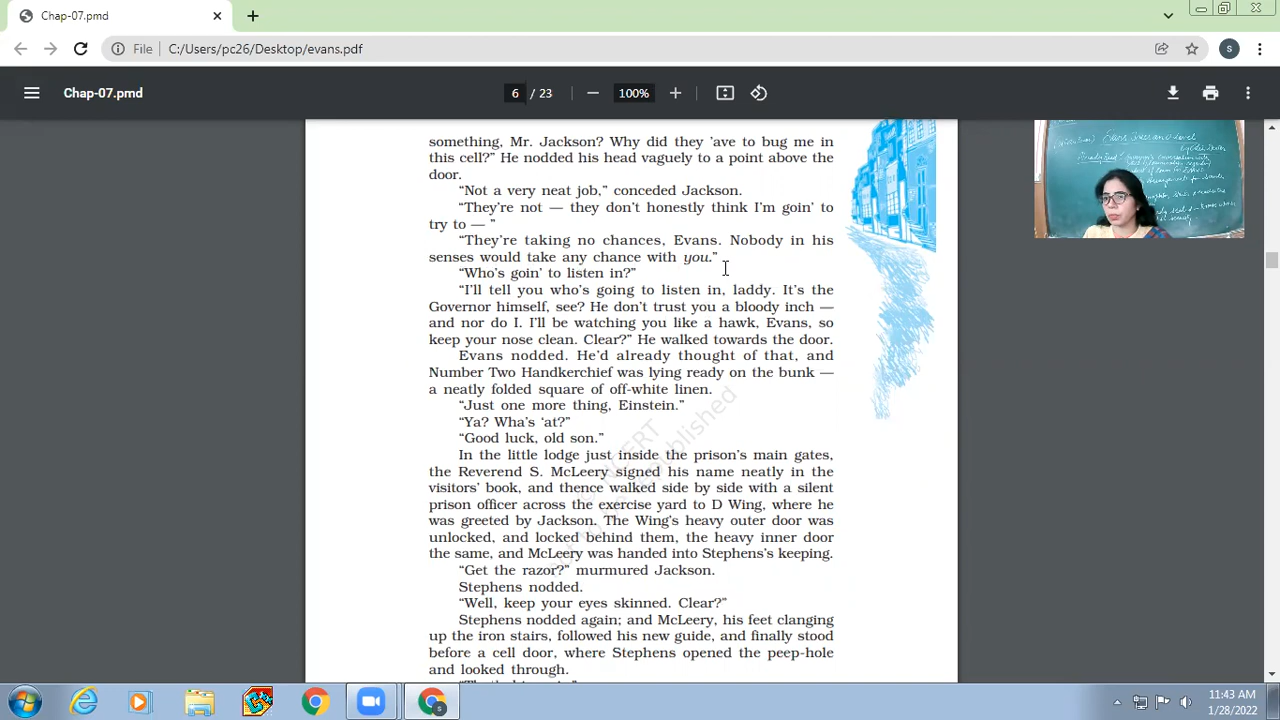 Chap-07.pmd
File C:/Users/pc26/Desktop/evans.pdf
S
Chap-07.pmd
6 / 23
100%
something, Mr. Jackson? Why did they ’ave to bug me in
this cell?” He nodded his head vaguely to a point above the
door.
“Not a very neat job,” conceded Jackson.
“They’re not — they don’t honestly think I’m goin’ to
try to — ”
“They’re taking no chances, Evans. Nobody in his
senses would take any chance with you.”
“Who’s goin’ to listen in?”
“I’ll tell you who’s going to listen in, laddy. It’s the
Governor himself, see? He don’t trust you a bloody inch —
and nor do I. I’ll be watching you like a hawk, Evans, so
keep your nose clean. Clear?” He walked towards the door.
Evans nodded. He’d already thought of that, and
Number Two Handkerchief was lying ready on the bunk —
a neatly folded square of off-white linen.
“Just one more thing, Einstein.”
“Ya? Wha’s ‘at?”
“Good luck, old son.”
In the little lodge just inside the prison’s main gates,
the Reverend S. McLeery signed his name neatly in the
visitors’ book, and thence walked side by side with a silent
prison officer across the exercise yard to D Wing, where he
was greeted by Jackson. The Wing’s heavy outer door was
unlocked, and locked behind them, the heavy inner door
the same, and McLeery was handed into Stephens’s keeping.
“Get the razor?” murmured Jackson.
Stephens nodded.
“Well, keep your eyes skinned. Clear?”
Stephens nodded again; and McLeery, his feet clanging
up the iron stairs, followed his new guide, and finally stood
before a cell door, where Stephens opened the peep-hole
and looked through.
11:43 AM
1/28/2022